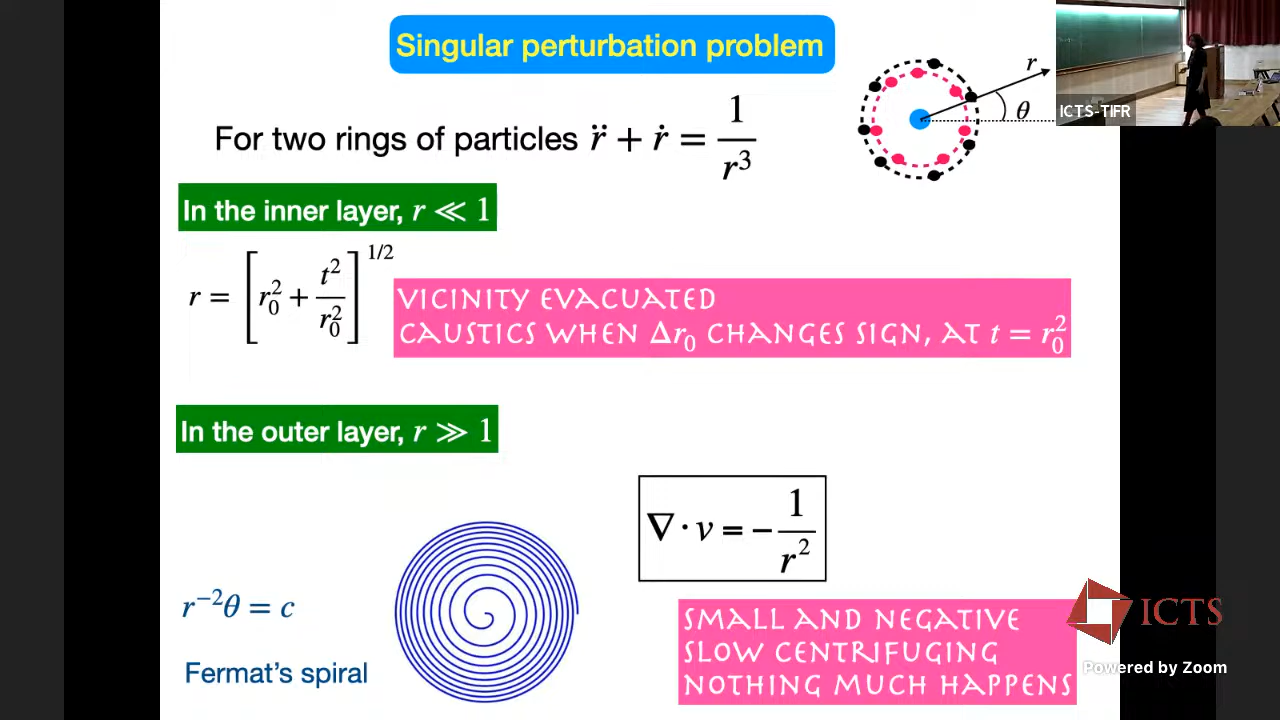 Singular perturbation problem
r
θ
ICTS-TIFR
For two rings of particles r̈ + ṙ = 1/r³
In the inner layer, r ≪ 1
r = [r₀² + t²/r₀²]^{1/2}
VICINITY EVACUATED
CAUSTICS WHEN Δr₀ CHANGES SIGN, AT t = r₀²
In the outer layer, r ≫ 1
∇ · v = − 1/r²
r⁻²θ = c
Fermat's spiral
SMALL AND NEGATIVE
SLOW CENTRIFUGING
NOTHING MUCH HAPPENS
ICTS
Powered by Zoom